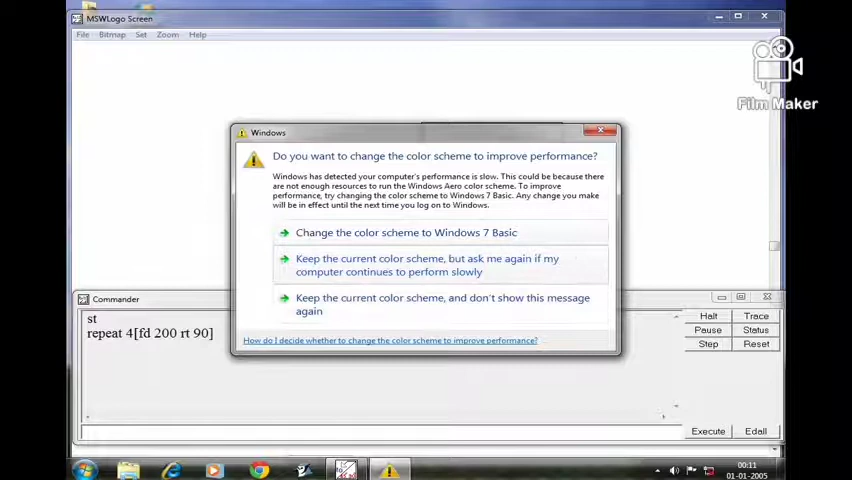 MSWLogo Screen
File Bitmap Set Zoom Help
Film Maker
Windows
Do you want to change the color scheme to improve performance?
Windows has detected your computer's performance is slow. This could be because there
are not enough resources to run the Windows Aero color scheme. To improve
performance, try changing the color scheme to Windows 7 Basic. Any change you make
will be in effect until the next time you log on to Windows.
Change the color scheme to Windows 7 Basic
Keep the current color scheme, but ask me again if my
computer continues to perform slowly
Keep the current color scheme, and don't show this message
again
How do I decide whether to change the color scheme to improve performance?
Commander
st
repeat 4[fd 200 rt 90]
Halt Trace
Pause Status
Step Reset
Execute Edall
00:11
01-01-2005